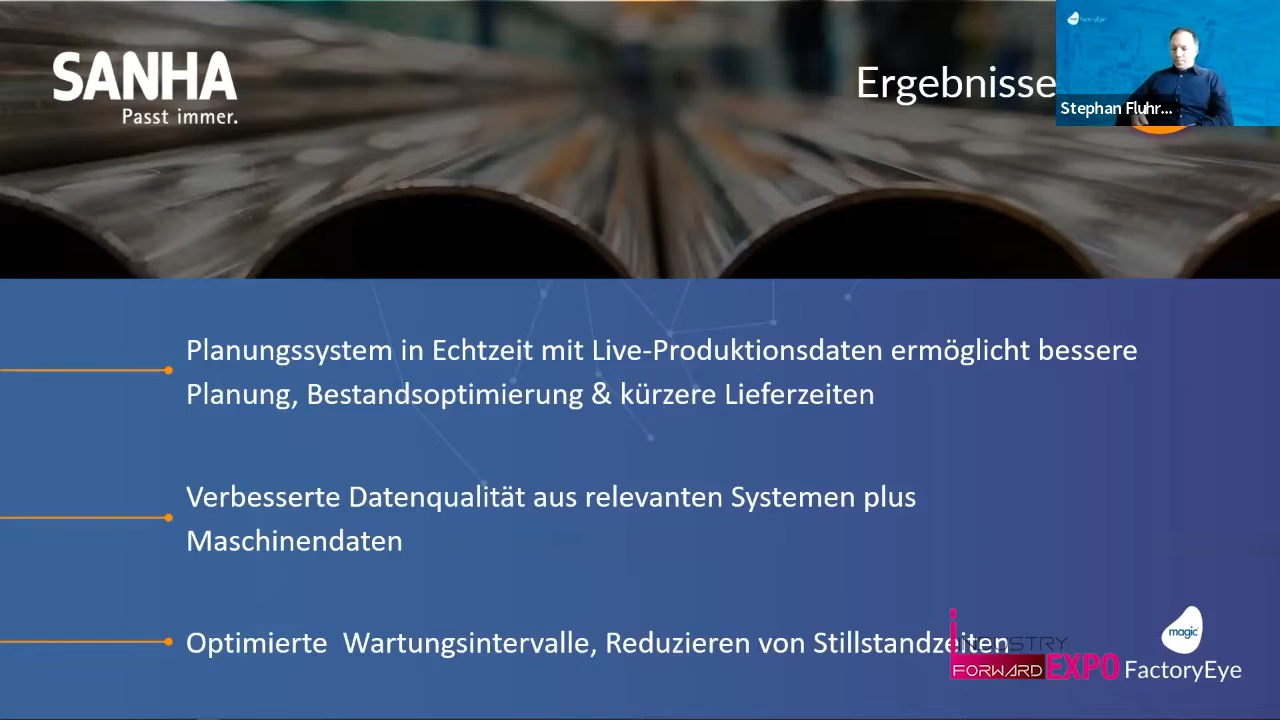 SANHA
Passt immer.
Ergebnisse
Stephan Fluhr...
Planungssystem in Echtzeit mit Live-Produktionsdaten ermöglicht bessere
Planung, Bestandsoptimierung & kürzere Lieferzeiten
Verbesserte Datenqualität aus relevanten Systemen plus
Maschinendaten
Optimierte Wartungsintervalle, Reduzieren von Stillstandzeiten
INDUSTRY
FORWARD EXPO
magic
FactoryEye